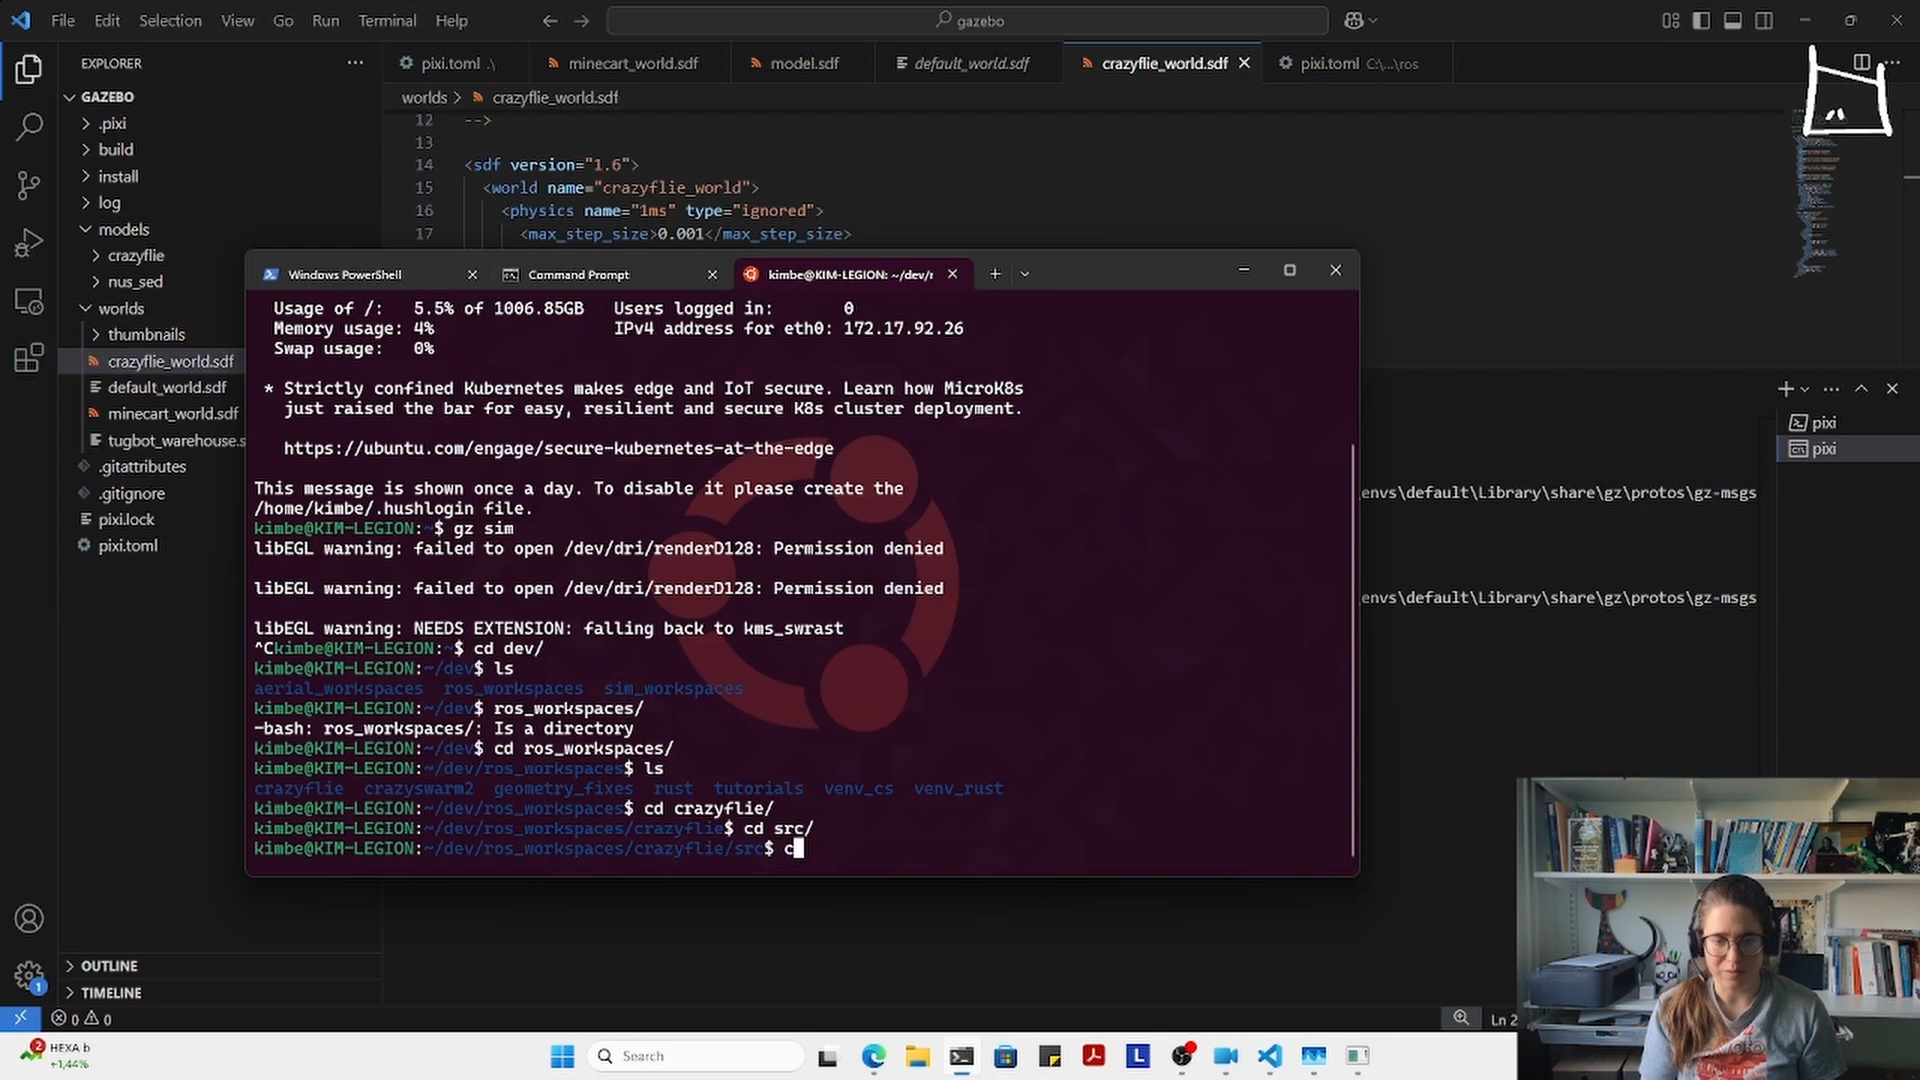 File Edit Selection View Go Run Terminal Help
gazebo
EXPLORER
pixi.toml .\
minecart_world.sdf
model.sdf
default_world.sdf
crazyflie_world.sdf
pixi.toml C:\...\ros
GAZEBO
worlds > crazyflie_world.sdf
.pixi
build
install
log
models
crazyflie
nus_sed
worlds
thumbnails
crazyflie_world.sdf
default_world.sdf
minecart_world.sdf
tugbot_warehouse.s
.gitattributes
.gitignore
pixi.lock
pixi.toml
OUTLINE
TIMELINE
12 -->
13
14 <sdf version="1.6">
15 <world name="crazyflie_world">
16 <physics name="1ms" type="ignored">
17 <max_step_size>0.001</max_step_size>
Windows PowerShell
Command Prompt
kimbe@KIM-LEGION: ~/dev/r
Usage of /: 5.5% of 1006.85GB Users logged in: 0
Memory usage: 4% IPv4 address for eth0: 172.17.92.26
Swap usage: 0%
* Strictly confined Kubernetes makes edge and IoT secure. Learn how MicroK8s
just raised the bar for easy, resilient and secure K8s cluster deployment.
https://ubuntu.com/engage/secure-kubernetes-at-the-edge
This message is shown once a day. To disable it please create the
/home/kimbe/.hushlogin file.
kimbe@KIM-LEGION:~$ gz sim
libEGL warning: failed to open /dev/dri/renderD128: Permission denied
libEGL warning: failed to open /dev/dri/renderD128: Permission denied
libEGL warning: NEEDS EXTENSION: falling back to kms_swrast
^Ckimbe@KIM-LEGION:~$ cd dev/
kimbe@KIM-LEGION:~/dev$ ls
aerial_workspaces ros_workspaces sim_workspaces
kimbe@KIM-LEGION:~/dev$ ros_workspaces/
-bash: ros_workspaces/: Is a directory
kimbe@KIM-LEGION:~/dev$ cd ros_workspaces/
kimbe@KIM-LEGION:~/dev/ros_workspaces$ ls
crazyflie crazyswarm2 geometry_fixes rust tutorials venv_cs venv_rust
kimbe@KIM-LEGION:~/dev/ros_workspaces$ cd crazyflie/
kimbe@KIM-LEGION:~/dev/ros_workspaces/crazyflie$ cd src/
kimbe@KIM-LEGION:~/dev/ros_workspaces/crazyflie/src$ c
pixi
pixi
envs\default\Library\share\gz\protos\gz-msgs
envs\default\Library\share\gz\protos\gz-msgs
1
0 0
Ln 2
2
HEXA b
+1,44%
Search